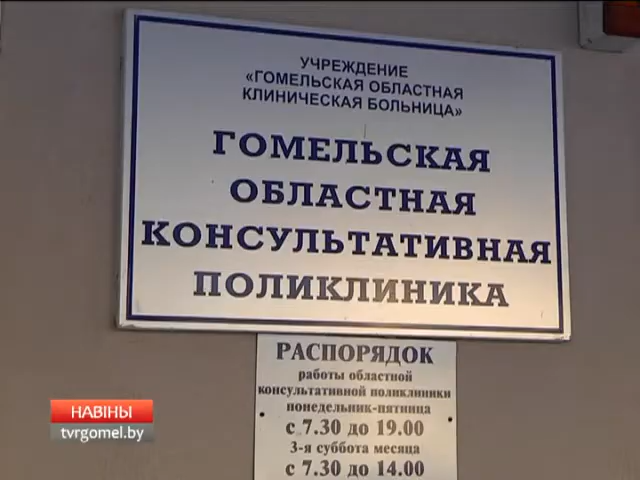 УЧРЕЖДЕНИЕ
«ГОМЕЛЬСКАЯ ОБЛАСТНАЯ
КЛИНИЧЕСКАЯ БОЛЬНИЦА»
ГОМЕЛЬСКАЯ
ОБЛАСТНАЯ
КОНСУЛЬТАТИВНАЯ
ПОЛИКЛИНИКА
РАСПОРЯДОК
работы областной
консультативной поликлиники
понедельник-пятница
с 7.30 до 19.00
3-я суббота месяца
с 7.30 до 14.00
НАВІНЫ
tvrgomel.by